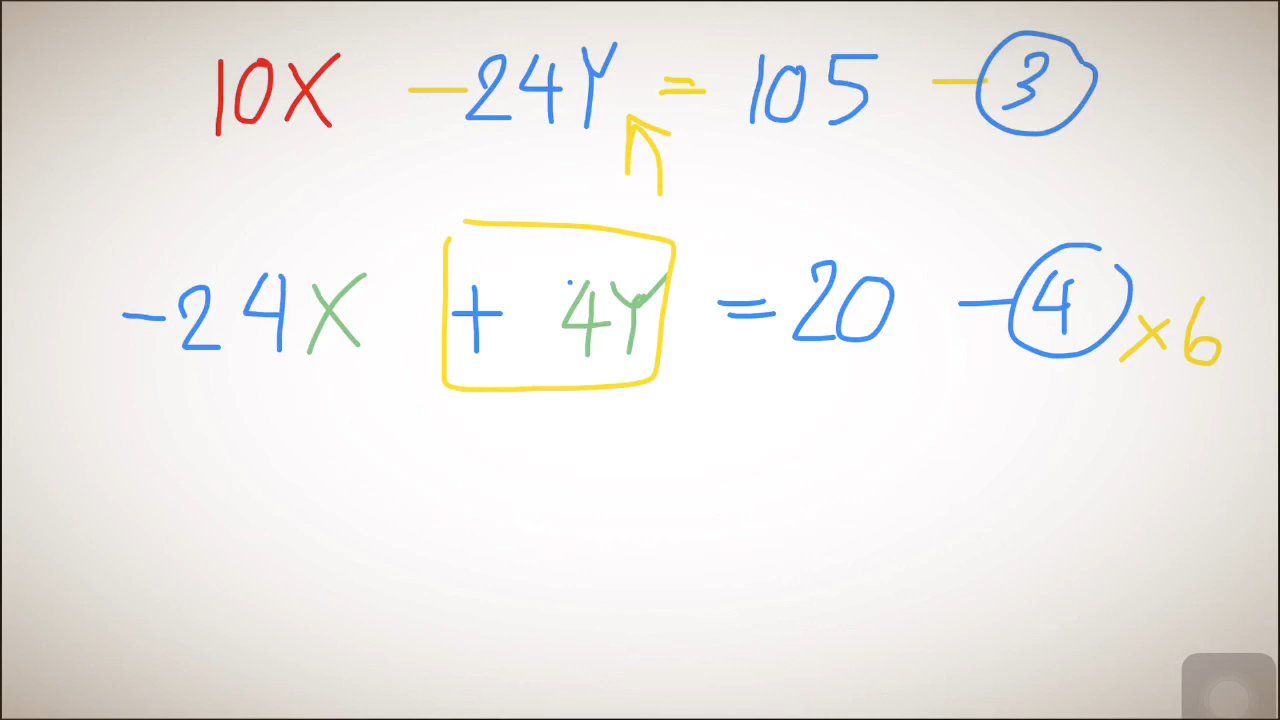 10X - 24Y = 105 - 3
-24X + 4Y = 20 - 4 × 6